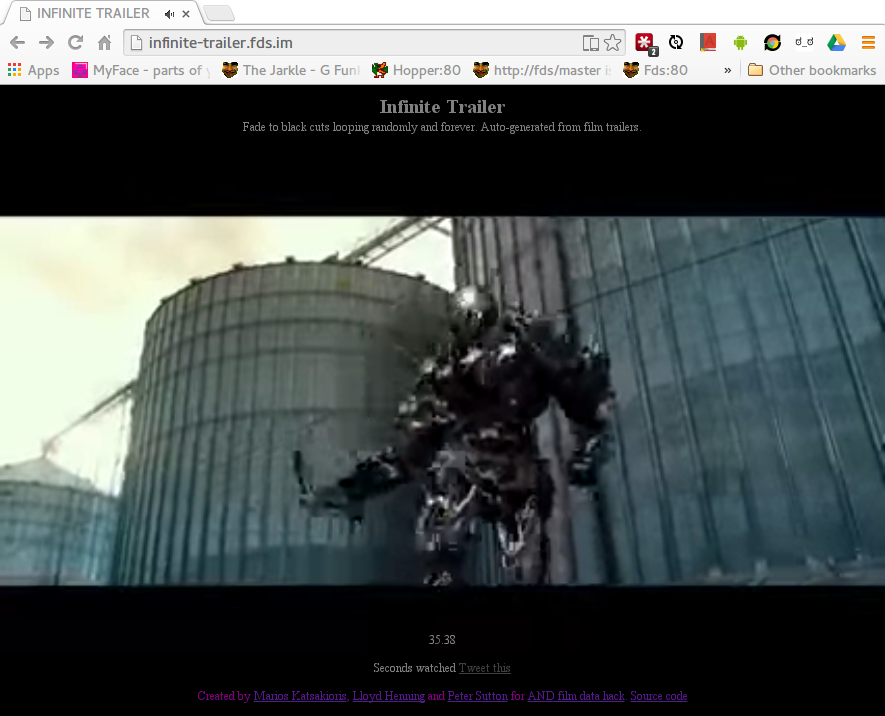 INFINITE TRAILER
infinite-trailer.fds.im
2
Apps MyFace - parts of The Jarkle - G Funk Hopper:80 http://fds/master is Fds:80 » Other bookmarks
Infinite Trailer
Fade to black cuts looping randomly and forever. Auto-generated from film trailers.
35.38
Seconds watched Tweet this
Created by Marios Katsakioris, Lloyd Henning and Peter Sutton for AND film data hack. Source code